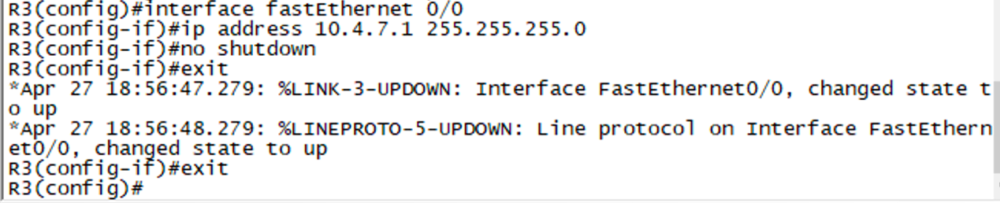 R3(config)#interface fastEthernet 0/0
R3(config-if)#ip address 10.4.7.1 255.255.255.0
R3(config-if)#no shutdown
R3(config-if)#exit
*Apr 27 18:56:47.279: %LINK-3-UPDOWN: Interface FastEthernet0/0, changed state t
o up
*Apr 27 18:56:48.279: %LINEPROTO-5-UPDOWN: Line protocol on Interface FastEthern
et0/0, changed state to up
R3(config-if)#exit
R3(config)#